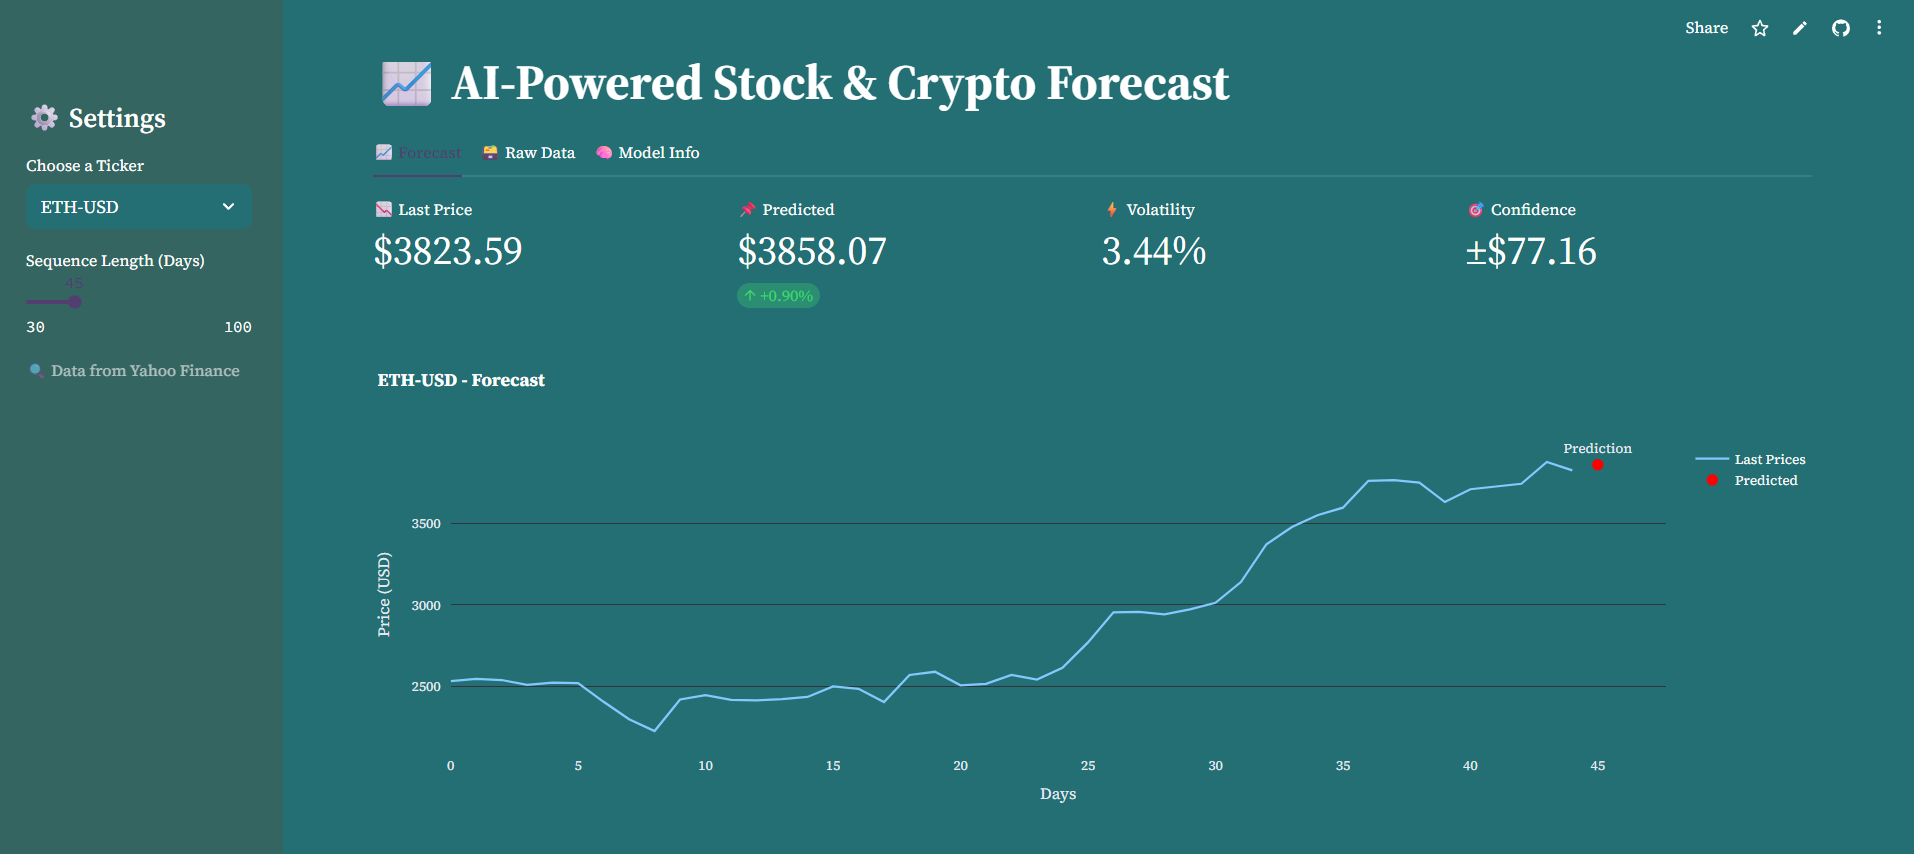 Share
Settings
Choose a Ticker
ETH-USD
Sequence Length (Days)
45
30 100
Data from Yahoo Finance
AI-Powered Stock & Crypto Forecast
Forecast Raw Data Model Info
Last Price Predicted Volatility Confidence
$3823.59 $3858.07 3.44% ±$77.16
↑ +0.90%
ETH-USD - Forecast
Prediction
Last Prices
Predicted
3500
3000
2500
Price (USD)
0 5 10 15 20 25 30 35 40 45
Days